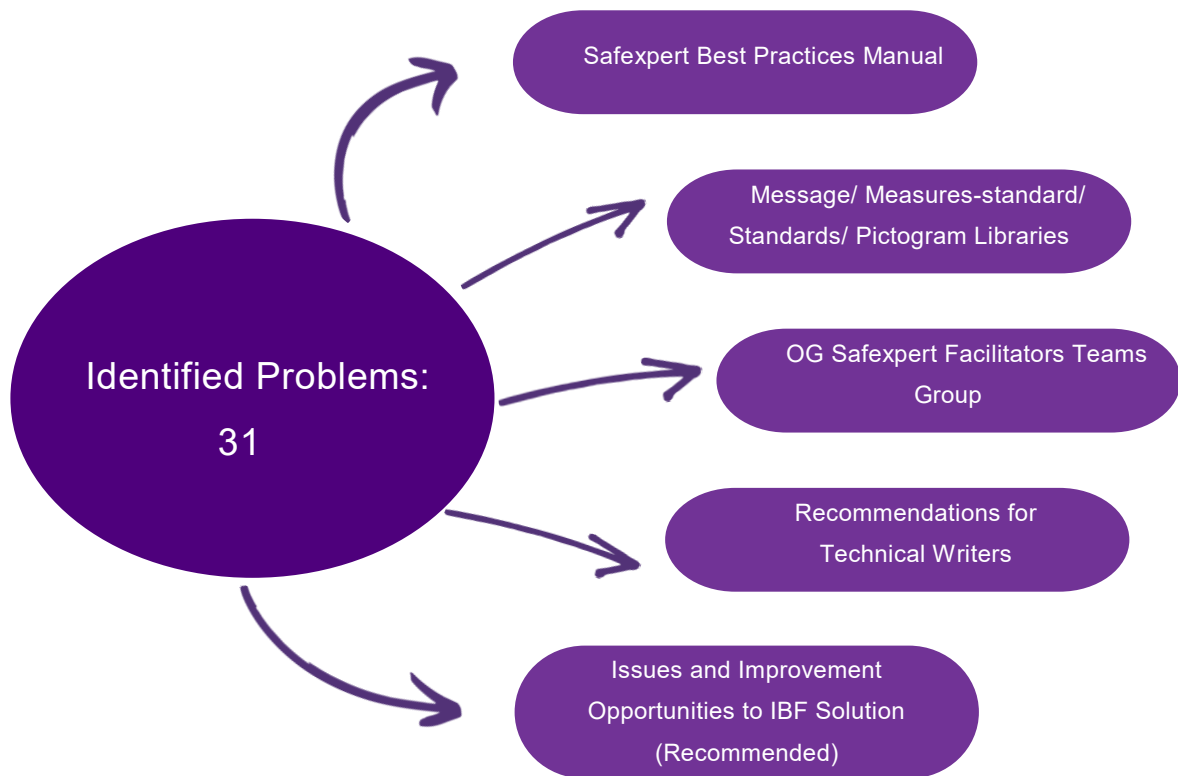 Safexpert Best Practices Manual
Message/ Measures-standard/
Standards/ Pictogram Libraries
Identified Problems:
31
OG Safexpert Facilitators Teams
Group
Recommendations for
Technical Writers
Issues and Improvement
Opportunities to IBF Solution
(Recommended)